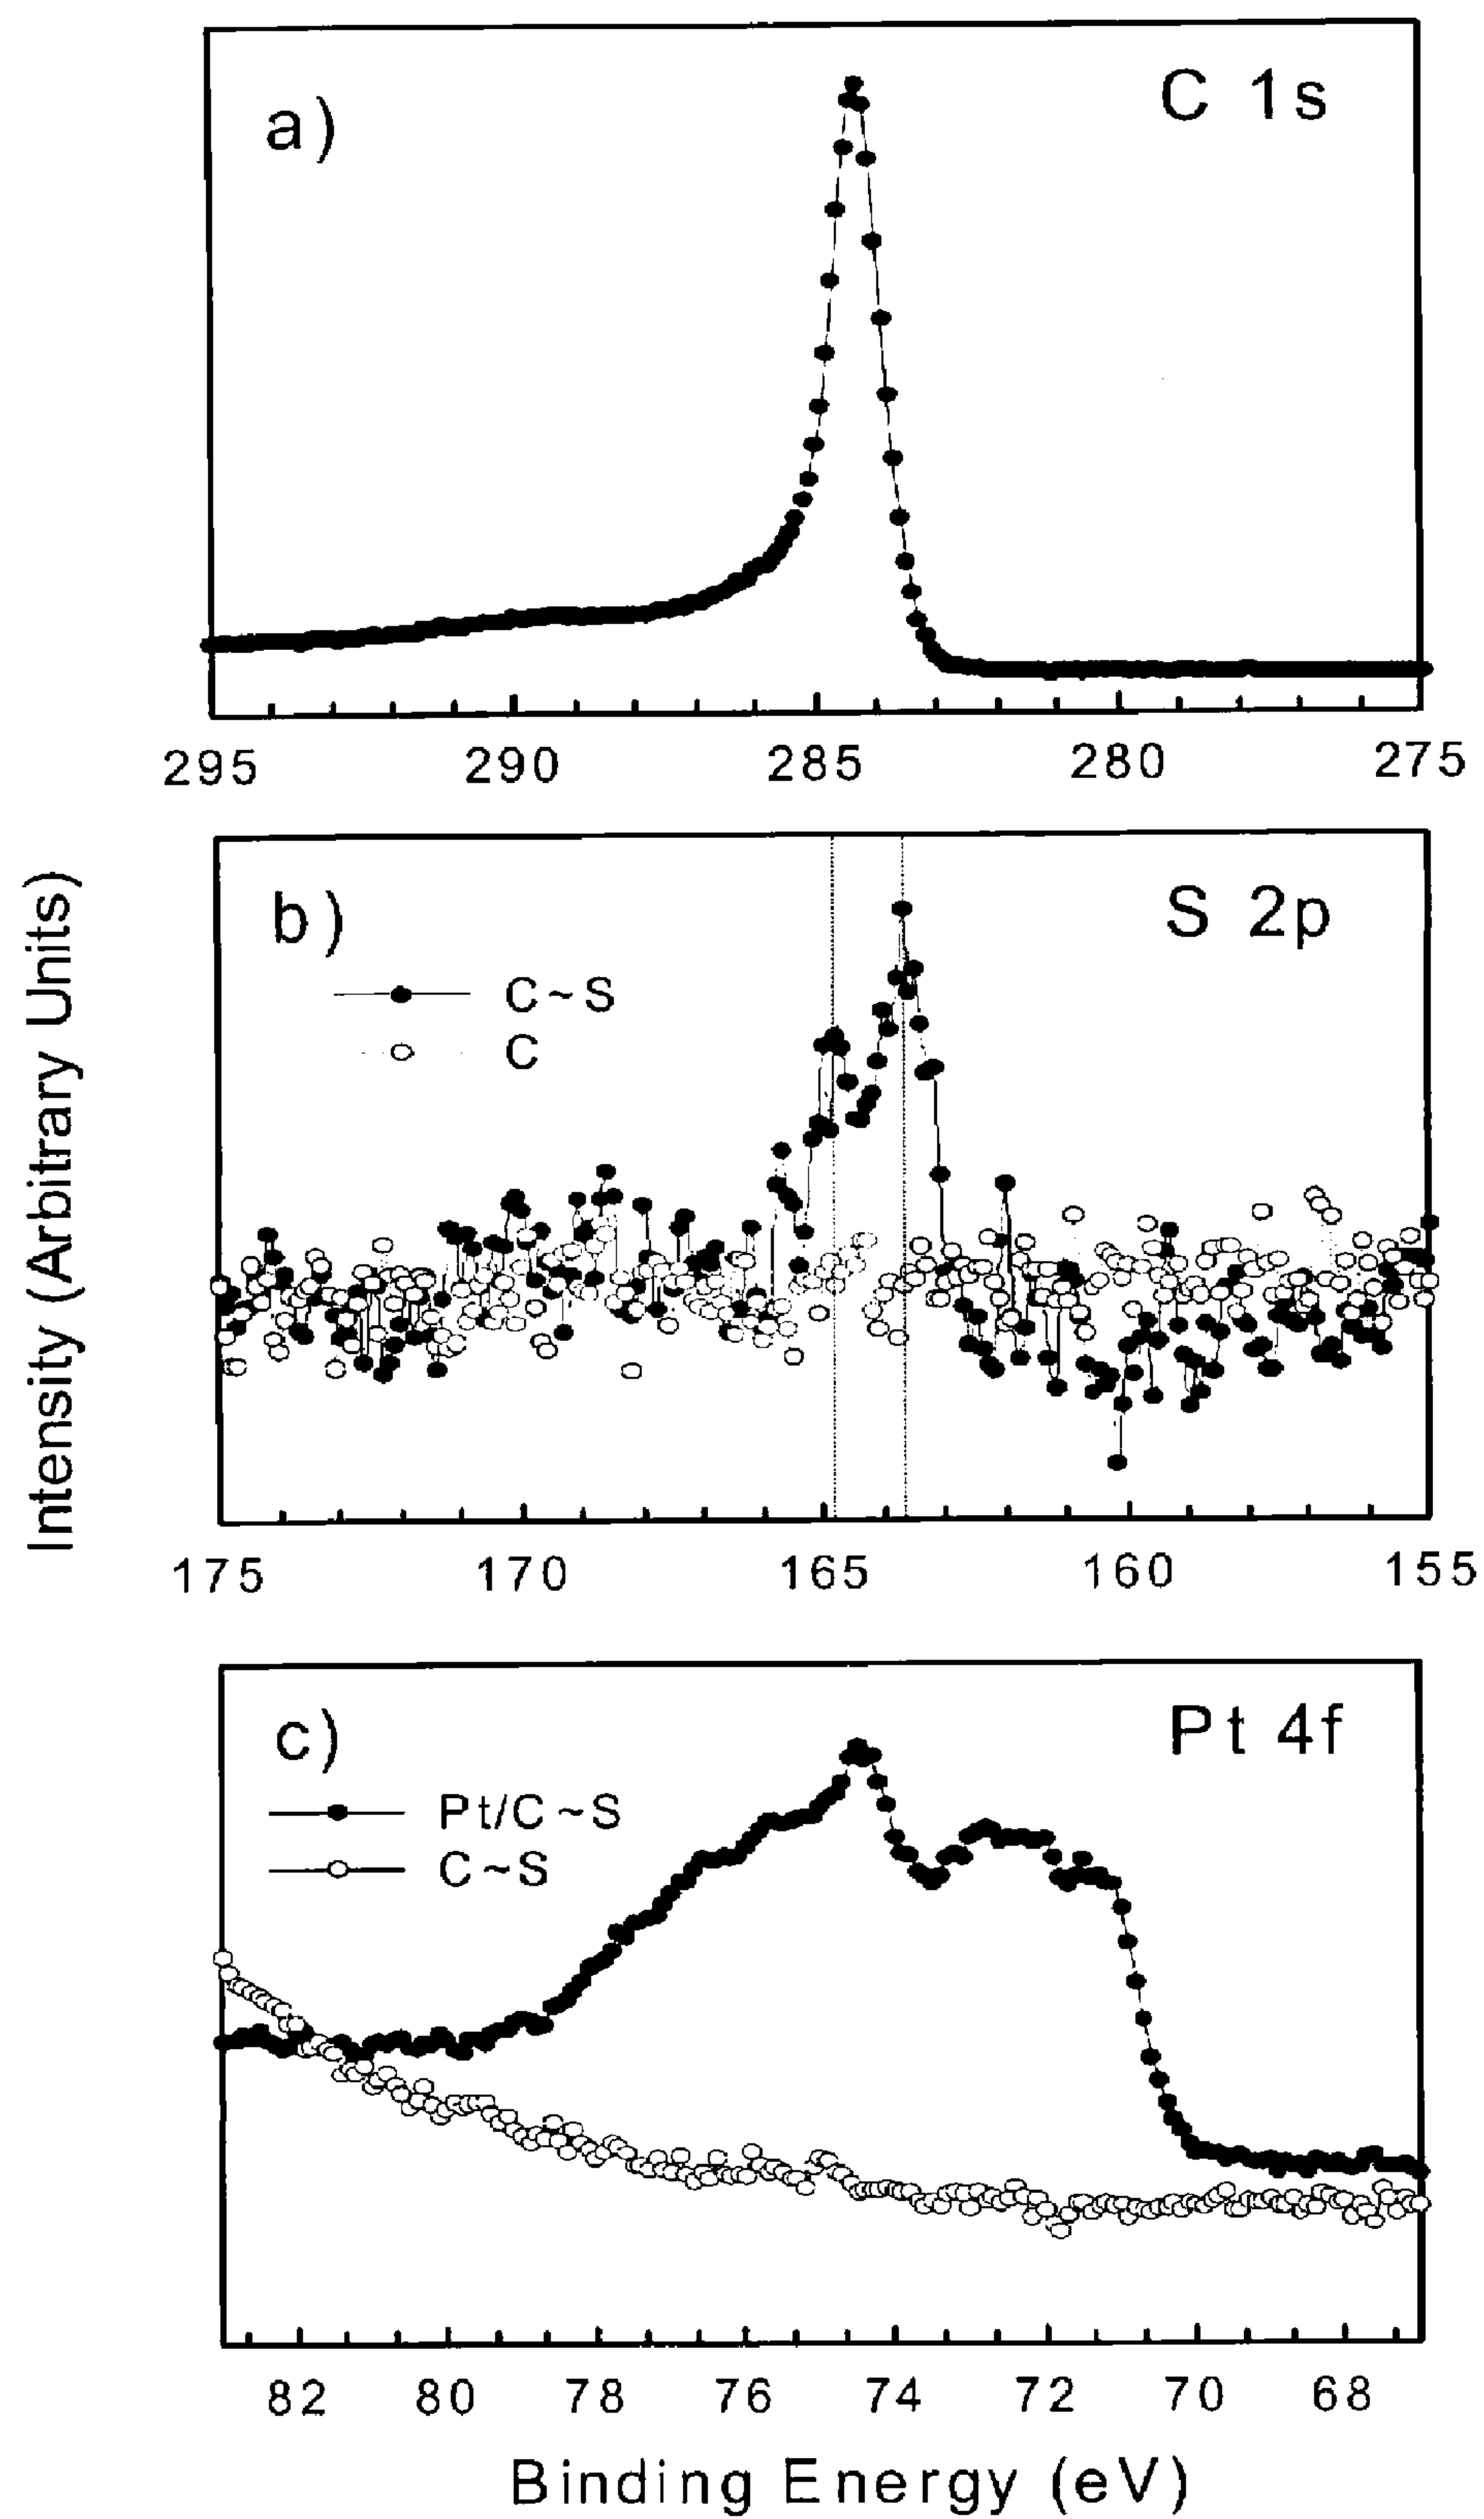 a)
C 1s
295 290 285 280 275
b)
S 2p
C~S
C
175 170 165 160 155
Intensity (Arbitrary Units)
c)
Pt 4f
Pt/C~S
C~S
82 80 78 76 74 72 70 68
Binding Energy (eV)